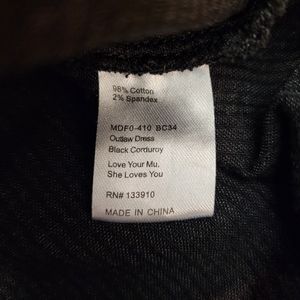 98% Cotton
2% Spandex
MDF0-410 BC34
Outlaw Dress
Black Corduroy
Love Your Mu.
She Loves You
RN# 133910
MADE IN CHINA